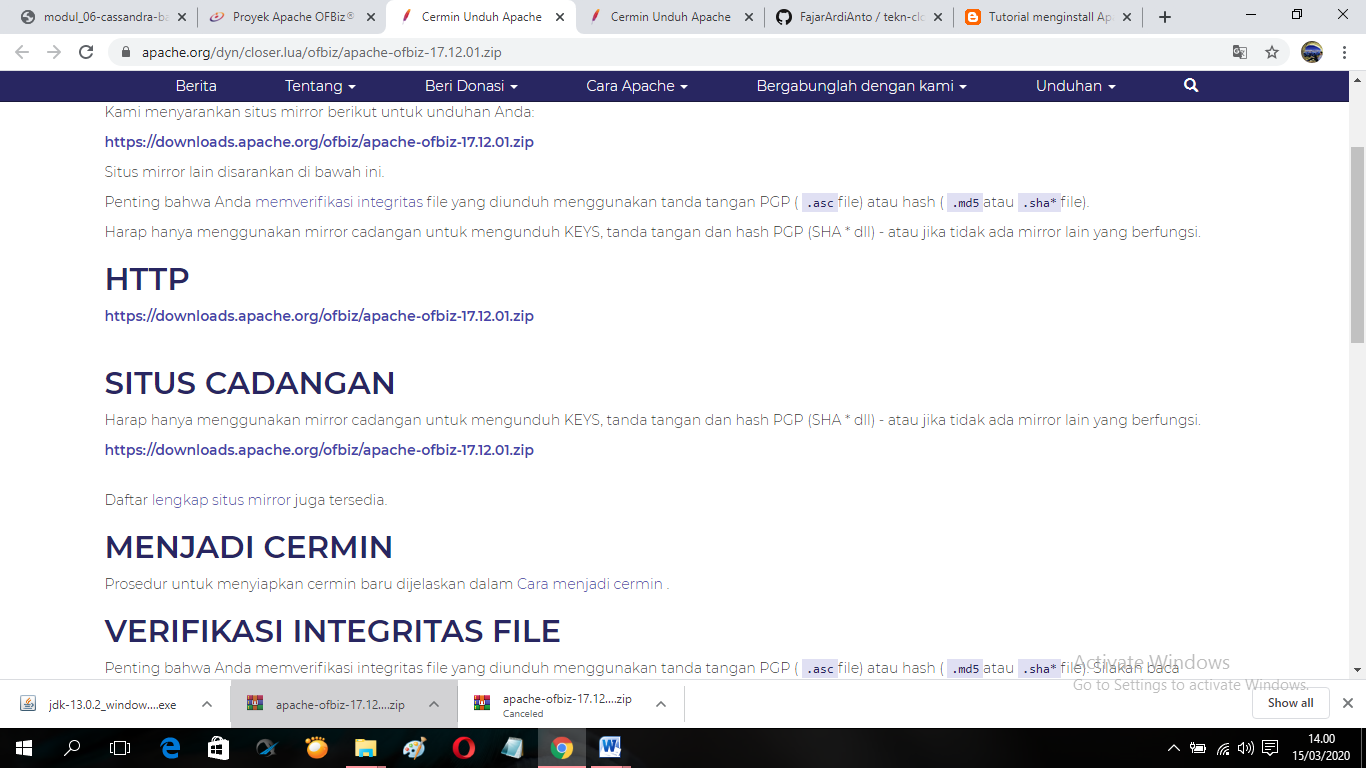 modul_06-cassandra-ba
Proyek Apache OFBiz®
Cermin Unduh Apache
Cermin Unduh Apache
FajarArdiAnto / tekn-clo
Tutorial menginstall Apa
apache.org/dyn/closer.lua/ofbiz/apache-ofbiz-17.12.01.zip
Berita
Tentang
Beri Donasi
Cara Apache
Bergabunglah dengan kami
Unduhan
Kami menyarankan situs mirror berikut untuk unduhan Anda:
https://downloads.apache.org/ofbiz/apache-ofbiz-17.12.01.zip
Situs mirror lain disarankan di bawah ini.
Penting bahwa Anda memverifikasi integritas file yang diunduh menggunakan tanda tangan PGP ( .asc file) atau hash ( .md5 atau .sha* file).
Harap hanya menggunakan mirror cadangan untuk mengunduh KEYS, tanda tangan dan hash PGP (SHA * dll) - atau jika tidak ada mirror lain yang berfungsi.
HTTP
https://downloads.apache.org/ofbiz/apache-ofbiz-17.12.01.zip
SITUS CADANGAN
Harap hanya menggunakan mirror cadangan untuk mengunduh KEYS, tanda tangan dan hash PGP (SHA * dll) - atau jika tidak ada mirror lain yang berfungsi.
https://downloads.apache.org/ofbiz/apache-ofbiz-17.12.01.zip
Daftar lengkap situs mirror juga tersedia.
MENJADI CERMIN
Prosedur untuk menyiapkan cermin baru dijelaskan dalam Cara menjadi cermin .
VERIFIKASI INTEGRITAS FILE
Penting bahwa Anda memverifikasi integritas file yang diunduh menggunakan tanda tangan PGP ( .asc file) atau hash ( .md5 atau .sha* file). Silakan baca
Activate Windows
Go to Settings to activate Windows.
jdk-13.0.2_window....exe
apache-ofbiz-17.12....zip
apache-ofbiz-17.12....zip
Canceled
Show all
14.00
15/03/2020